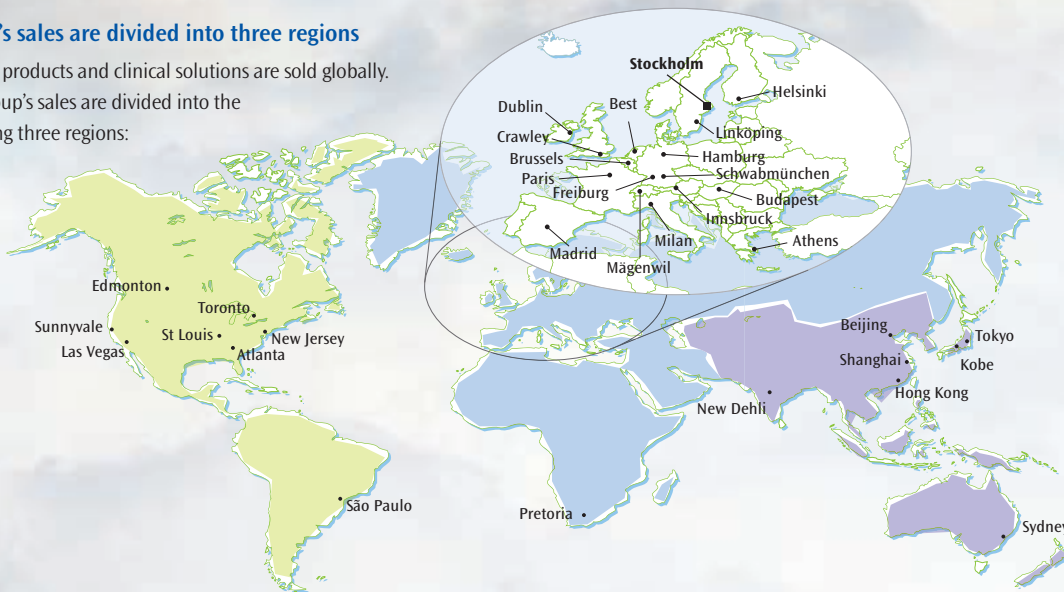 's sales are divided into three regions
products and clinical solutions are sold globally.
oup's sales are divided into the
ng three regions:
Stockholm
Helsinki
Dublin
Best
Linköping
Crawley
Hamburg
Brussels
Schwabmünchen
Paris
Freiburg
Budapest
Innsbruck
Milan
Athens
Madrid
Mägenwil
Edmonton
Toronto
Sunnyvale
St Louis
New Jersey
Las Vegas
Atlanta
Beijing
Tokyo
Shanghai
Kobe
Hong Kong
New Dehli
São Paulo
Pretoria
Sydney